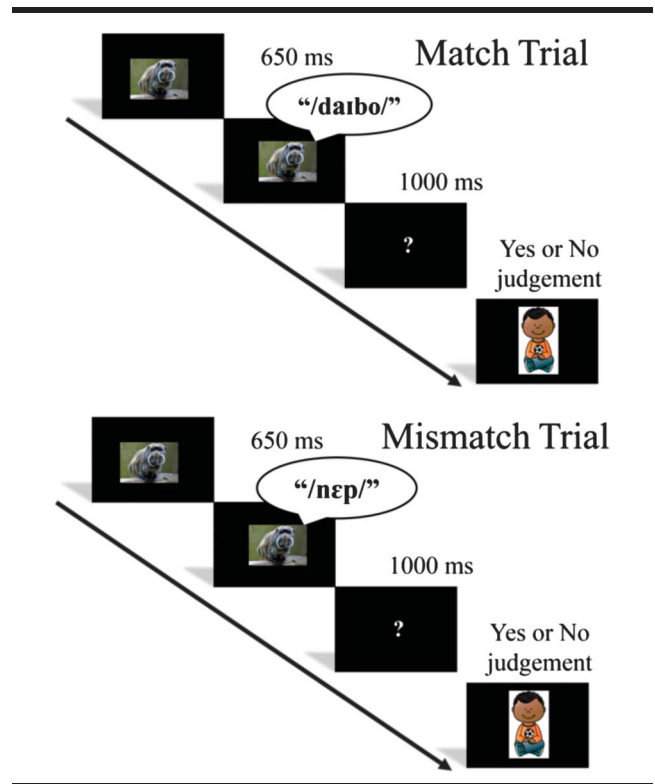 650 ms
Match Trial
“/daɪbo/”
1000 ms
?
Yes or No
judgement
650 ms
Mismatch Trial
“/nɛp/”
1000 ms
?
Yes or No
judgement